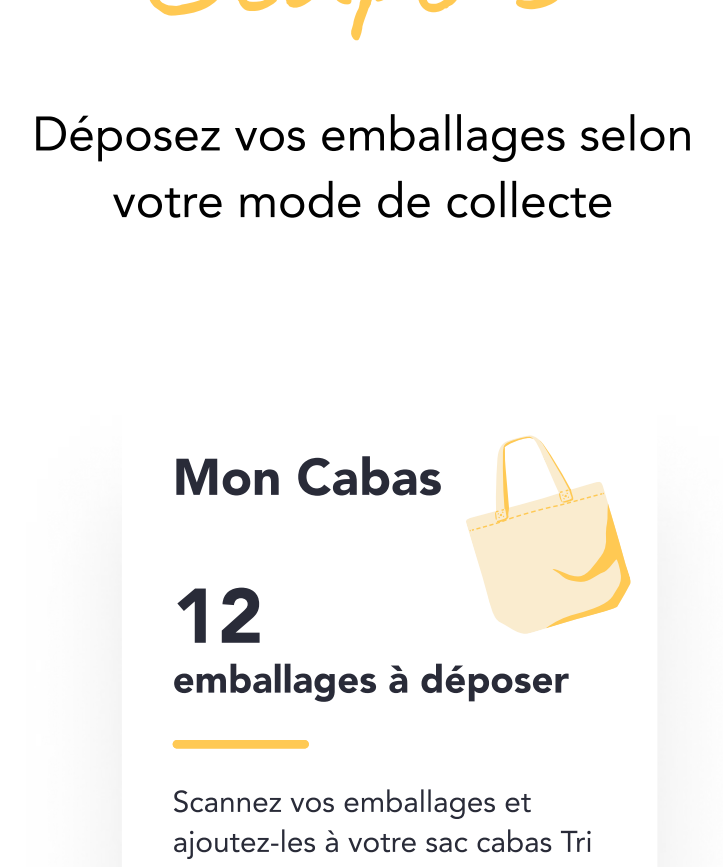 Déposez vos emballages selon
votre mode de collecte
Mon Cabas
12
emballages à déposer
Scannez vos emballages et
ajoutez-les à votre sac cabas Tri